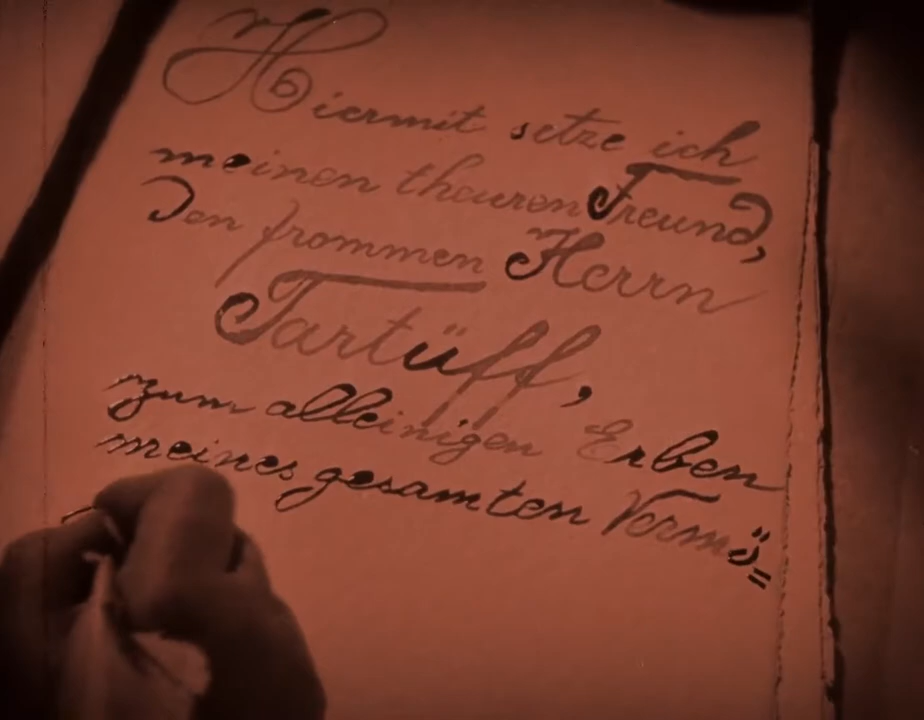 Hiermit setze ich
meinen theuren Freund,
Den frommen Herrn
Tartüff,
zum alleinigen Erben
meines gesamten Vermö=